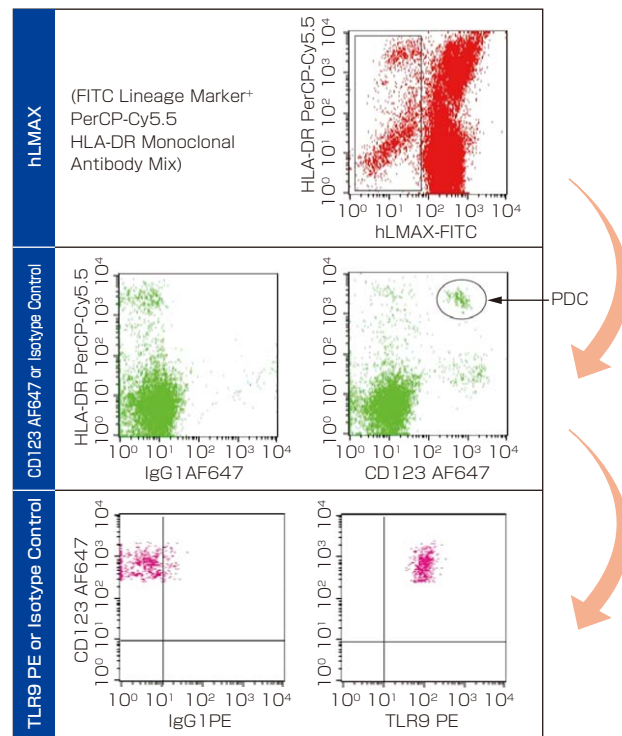 hLMAX
(FITC Lineage Marker⁺
PerCP-Cy5.5
HLA-DR Monoclonal
Antibody Mix)
HLA-DR PerCP-Cy5.5
10⁴
10³
10²
10¹
10⁰
10⁰ 10¹ 10² 10³ 10⁴
hLMAX-FITC
CD123 AF647 or Isotype Control
HLA-DR PerCP-Cy5.5
10⁴
10³
10²
10¹
10⁰
10⁰ 10¹ 10² 10³ 10⁴
IgG1AF647
10⁴
10³
10²
10¹
10⁰
10⁰ 10¹ 10² 10³ 10⁴
CD123 AF647
PDC
TLR9 PE or Isotype Control
CD123 AF647
10⁴
10³
10²
10¹
10⁰
10⁰ 10¹ 10² 10³ 10⁴
IgG1PE
10⁴
10³
10²
10¹
10⁰
10⁰ 10¹ 10² 10³ 10⁴
TLR9 PE